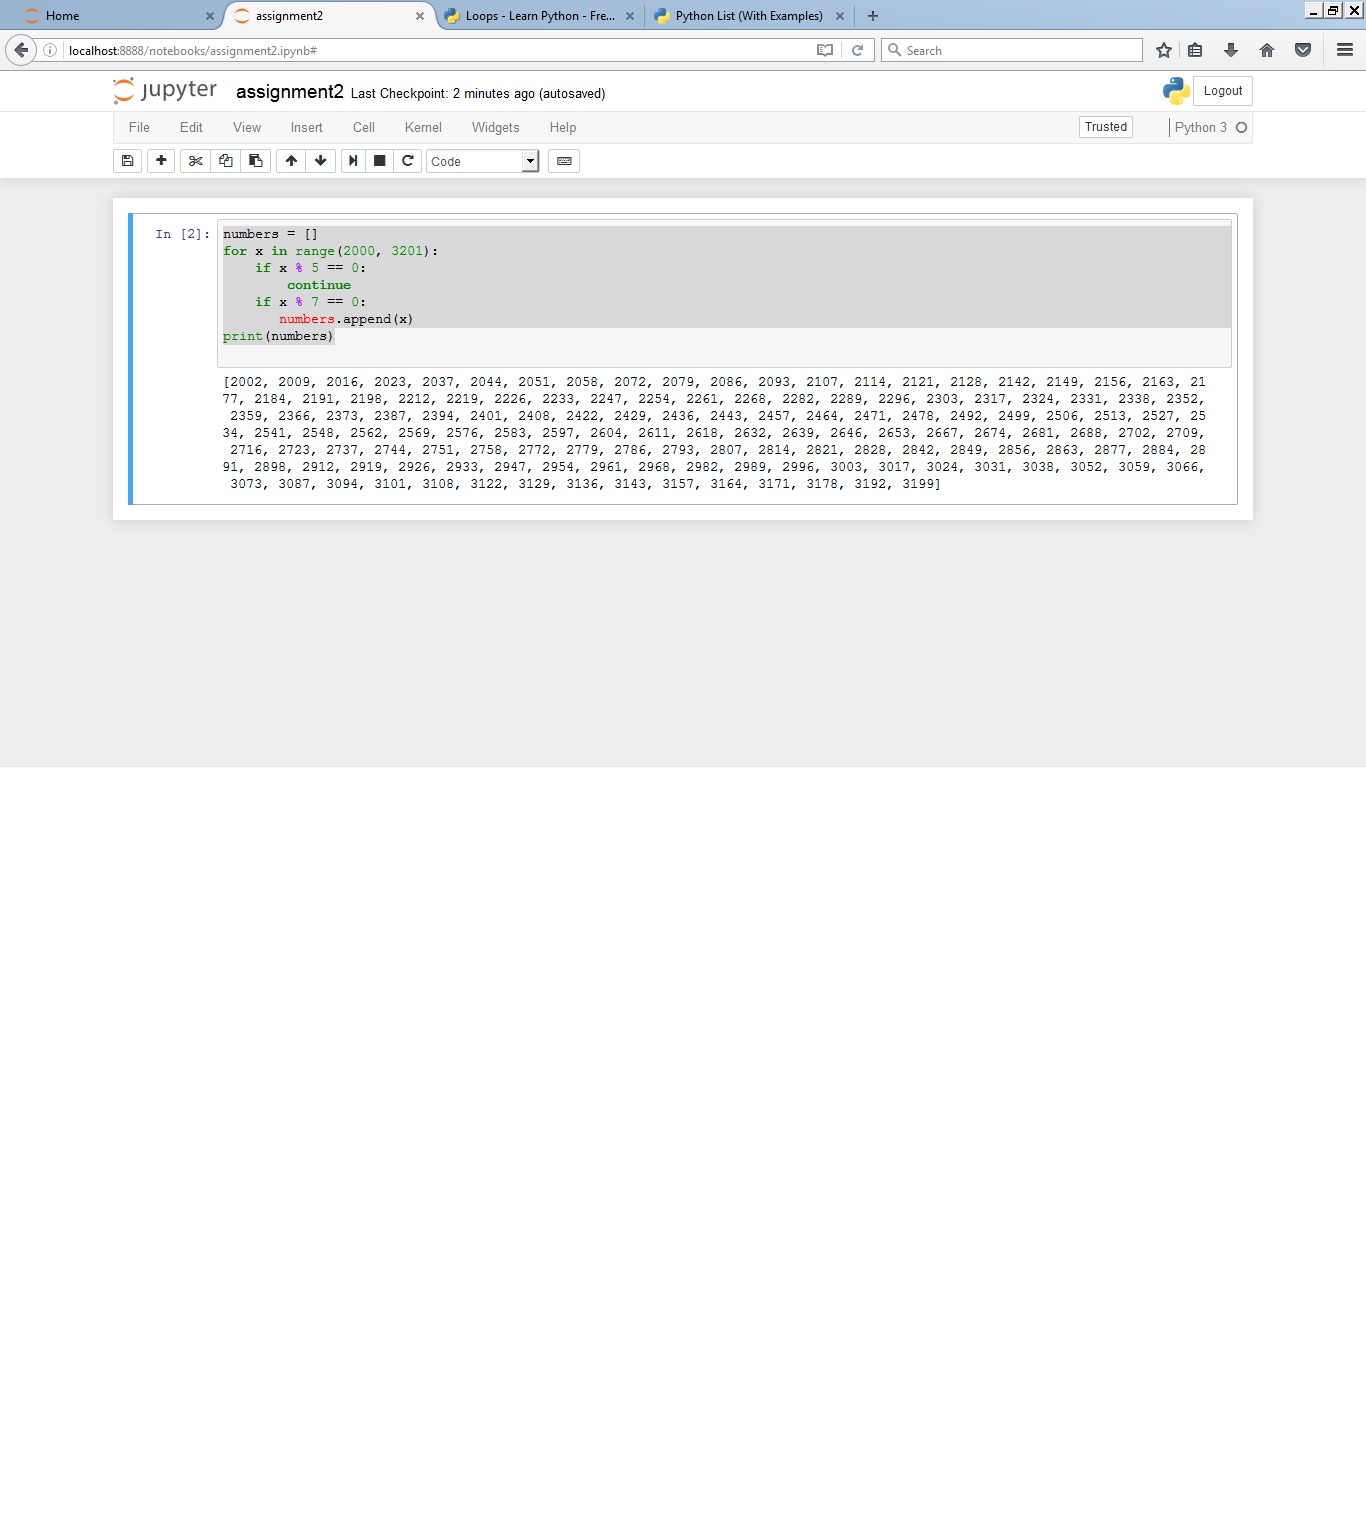 Home
assignment2
Loops - Learn Python - Fre...
Python List (With Examples)
localhost:8888/notebooks/assignment2.ipynb#
Search
jupyter assignment2 Last Checkpoint: 2 minutes ago (autosaved)
Logout
File Edit View Insert Cell Kernel Widgets Help
Trusted
Python 3
Code
In [2]:
numbers = []
for x in range(2000, 3201):
    if x % 5 == 0:
        continue
    if x % 7 == 0:
       numbers.append(x)
print(numbers)
[2002, 2009, 2016, 2023, 2037, 2044, 2051, 2058, 2072, 2079, 2086, 2093, 2107, 2114, 2121, 2128, 2142, 2149, 2156, 2163, 21
77, 2184, 2191, 2198, 2212, 2219, 2226, 2233, 2247, 2254, 2261, 2268, 2282, 2289, 2296, 2303, 2317, 2324, 2331, 2338, 2352,
 2359, 2366, 2373, 2387, 2394, 2401, 2408, 2422, 2429, 2436, 2443, 2457, 2464, 2471, 2478, 2492, 2499, 2506, 2513, 2527, 25
34, 2541, 2548, 2562, 2569, 2576, 2583, 2597, 2604, 2611, 2618, 2632, 2639, 2646, 2653, 2667, 2674, 2681, 2688, 2702, 2709,
 2716, 2723, 2737, 2744, 2751, 2758, 2772, 2779, 2786, 2793, 2807, 2814, 2821, 2828, 2842, 2849, 2856, 2863, 2877, 2884, 28
91, 2898, 2912, 2919, 2926, 2933, 2947, 2954, 2961, 2968, 2982, 2989, 2996, 3003, 3017, 3024, 3031, 3038, 3052, 3059, 3066,
 3073, 3087, 3094, 3101, 3108, 3122, 3129, 3136, 3143, 3157, 3164, 3171, 3178, 3192, 3199]